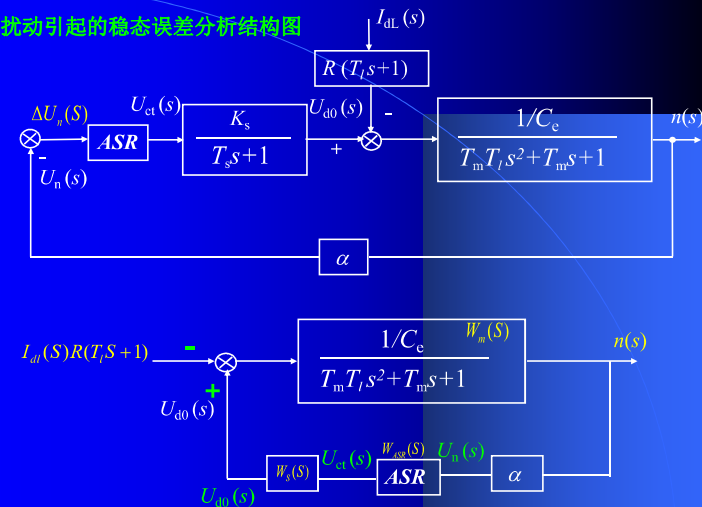 扰动引起的稳态误差分析结构图
I_dL(s)
R(T_l s+1)
ΔU_n(S)
U_ct(s)
K_s
T_s s+1
U_d0(s)
-
1/C_e
T_m T_l s²+T_m s+1
n(s)
ASR
+
-
U_n(s)
α
I_dl(S)R(T_l S+1)
-
1/C_e
W_m(S)
T_m T_l s²+T_m s+1
n(s)
+
U_d0(s)
W_S(S)
U_ct(s)
W_ASR(S)
ASR
U_n(s)
α
U_d0(s)